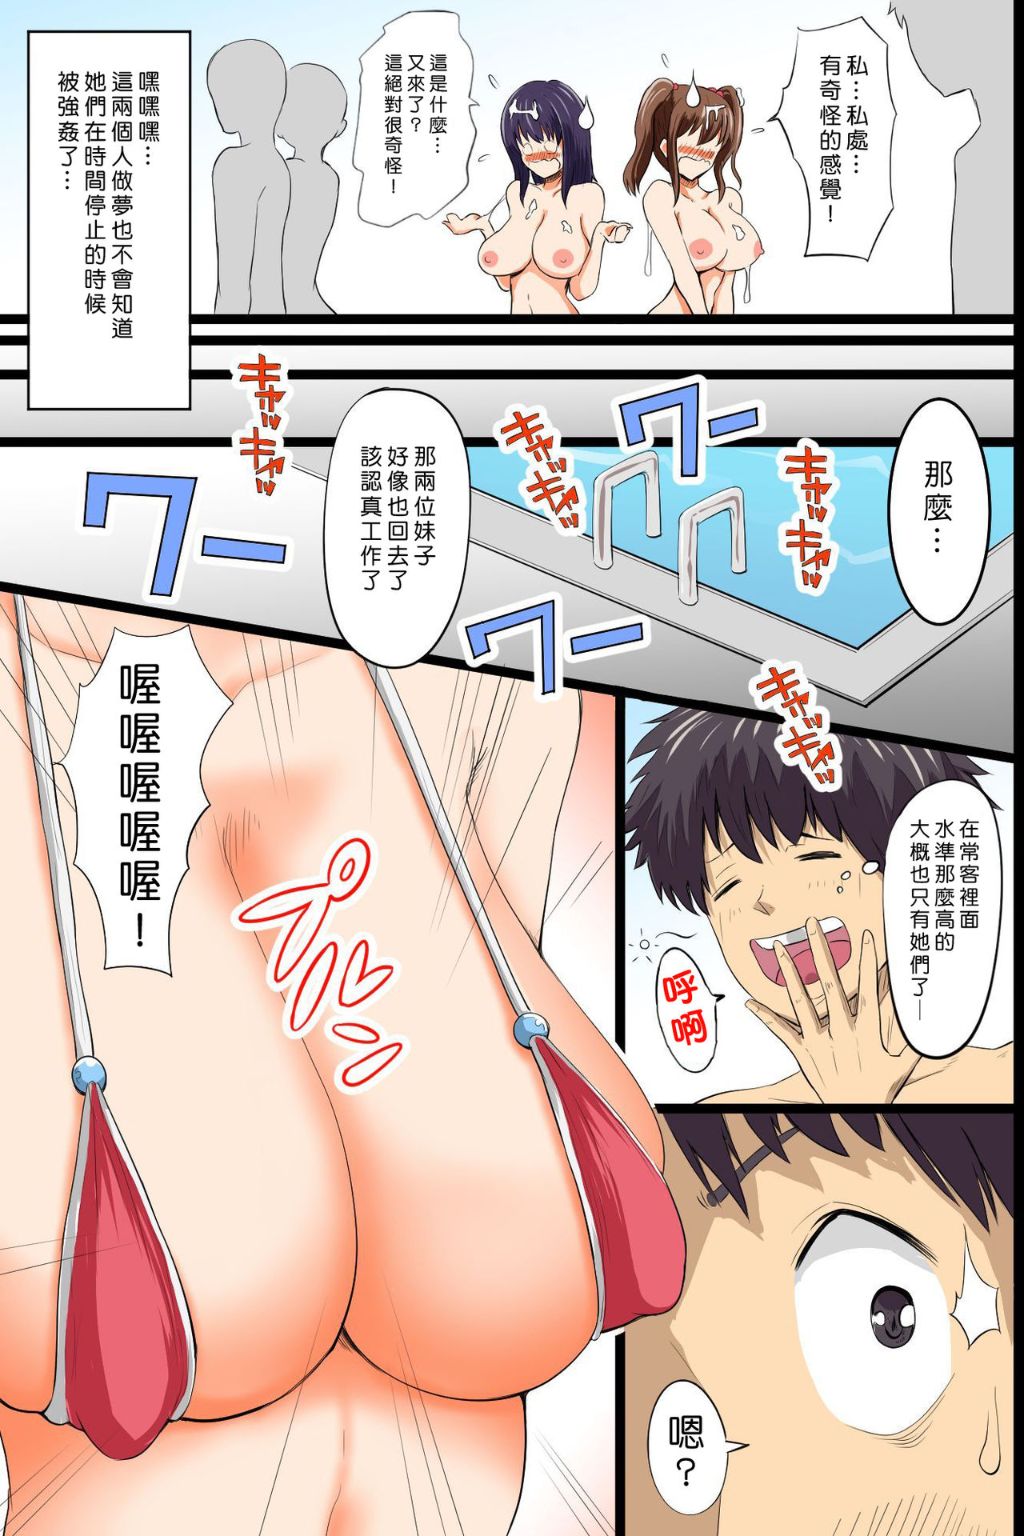 私…私處…
有奇怪的感覺！
這是什麼…
又來了？
這絕對很奇怪！
嘿嘿嘿…
這兩個人做夢也不會知道
她們在時間停止的時候
被強姦了…
那麼…
キャッ
キャッ
ワー
キャッ
キャッ
キャッ
キャッ
ワー
ワー
キャッ
キャッ
那兩位妹子
好像也回去了
該認真工作了
在常客裡面
水準那麼高的
大概也只有她們了—
呼啊
喔喔喔喔喔！
プルン
嗯？